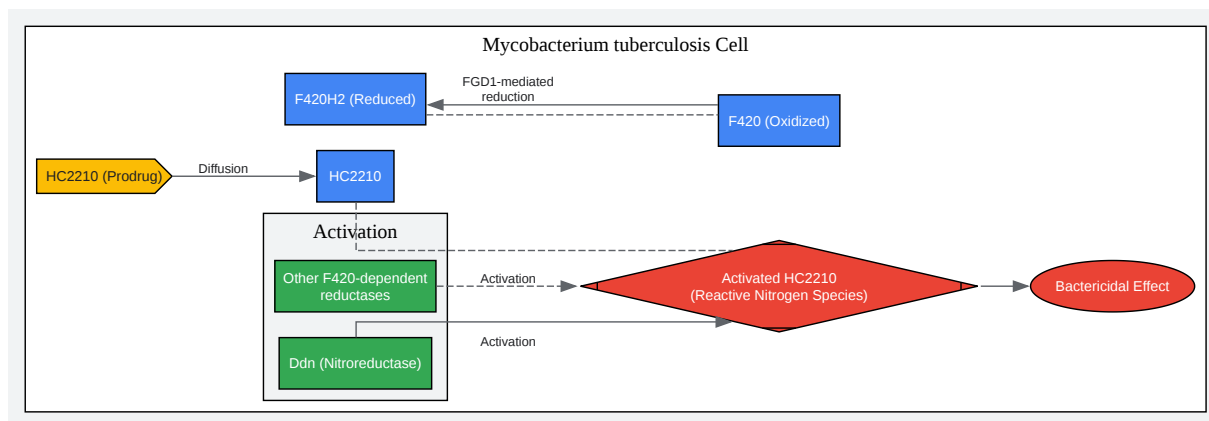 Mycobacterium tuberculosis Cell
FGD1-mediated
reduction
F420H2 (Reduced)
F420 (Oxidized)
HC2210 (Prodrug)
Diffusion
HC2210
Activation
Other F420-dependent
reductases
Activation
Activated HC2210
(Reactive Nitrogen Species)
Bactericidal Effect
Activation
Ddn (Nitroreductase)